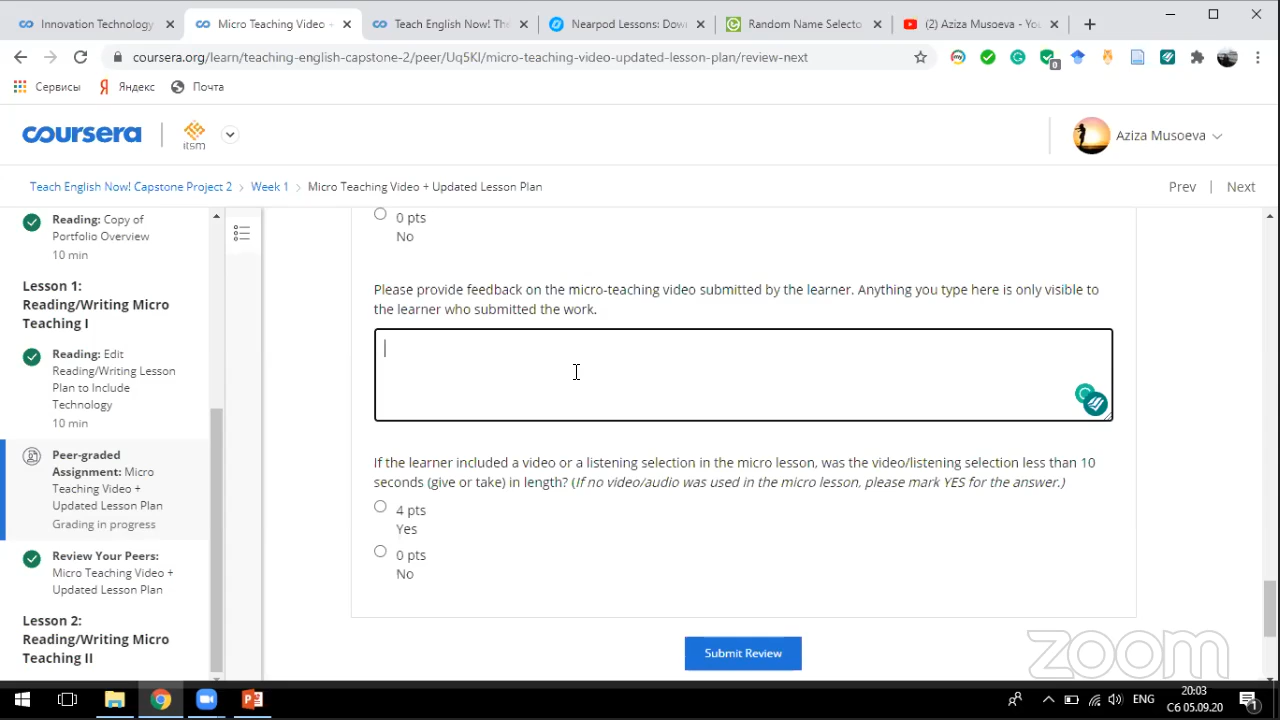 Innovation Technology
Micro Teaching Video -
Teach English Now! The
Nearpod Lessons: Dow
Random Name Selecto
(2) Aziza Musoeva - You
coursera.org/learn/teaching-english-capstone-2/peer/Uq5KI/micro-teaching-video-updated-lesson-plan/review-next
Сервисы
Яндекс
Почта
coursera
itsm
Aziza Musoeva
Teach English Now! Capstone Project 2 > Week 1 > Micro Teaching Video + Updated Lesson Plan
Prev | Next
Reading: Copy of
Portfolio Overview
10 min
Lesson 1:
Reading/Writing Micro
Teaching I
Reading: Edit
Reading/Writing Lesson
Plan to Include
Technology
10 min
Peer-graded
Assignment: Micro
Teaching Video +
Updated Lesson Plan
Grading in progress
Review Your Peers:
Micro Teaching Video +
Updated Lesson Plan
Lesson 2:
Reading/Writing Micro
Teaching II
0 pts
No
Please provide feedback on the micro-teaching video submitted by the learner. Anything you type here is only visible to
the learner who submitted the work.
If the learner included a video or a listening selection in the micro lesson, was the video/listening selection less than 10
seconds (give or take) in length? (If no video/audio was used in the micro lesson, please mark YES for the answer.)
4 pts
Yes
0 pts
No
Submit Review
zoom
ENG
20:03
Сб 05.09.20